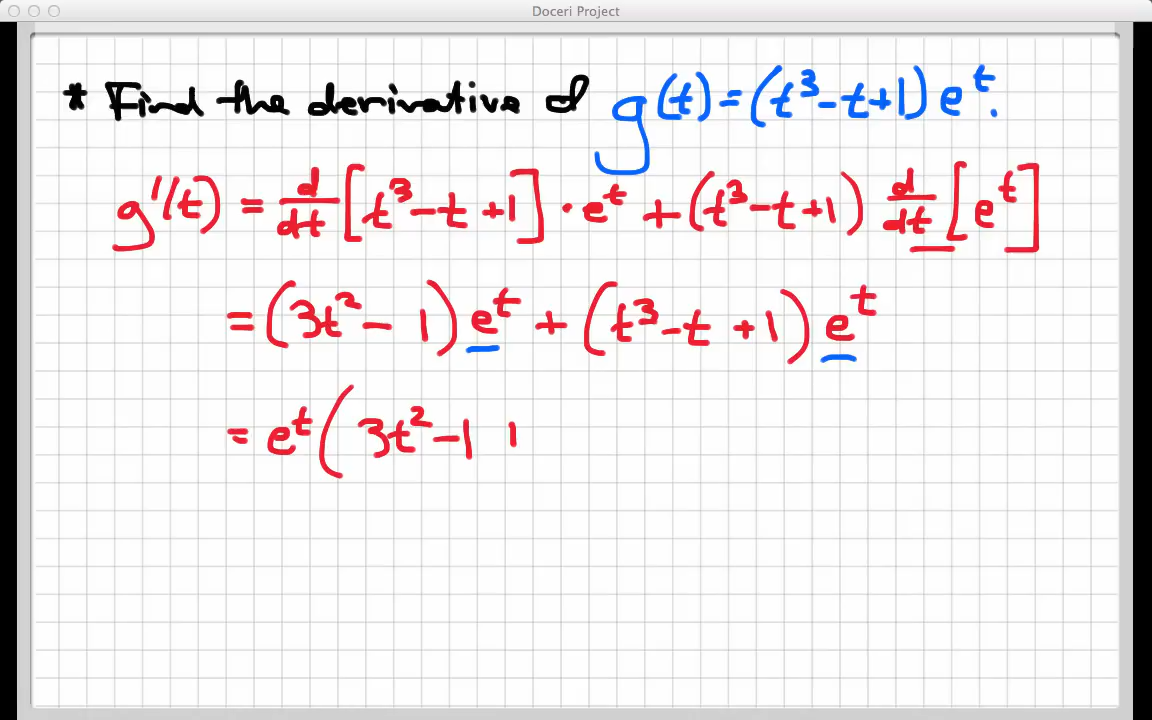 Doceri Project
* Find the derivative of g(t) = (t³ - t + 1) eᵗ.
g'(t) = d/dt [t³ - t + 1] · eᵗ + (t³ - t + 1) d/dt [eᵗ]
= (3t² - 1) eᵗ + (t³ - t + 1) eᵗ
= eᵗ (3t² - 1 1